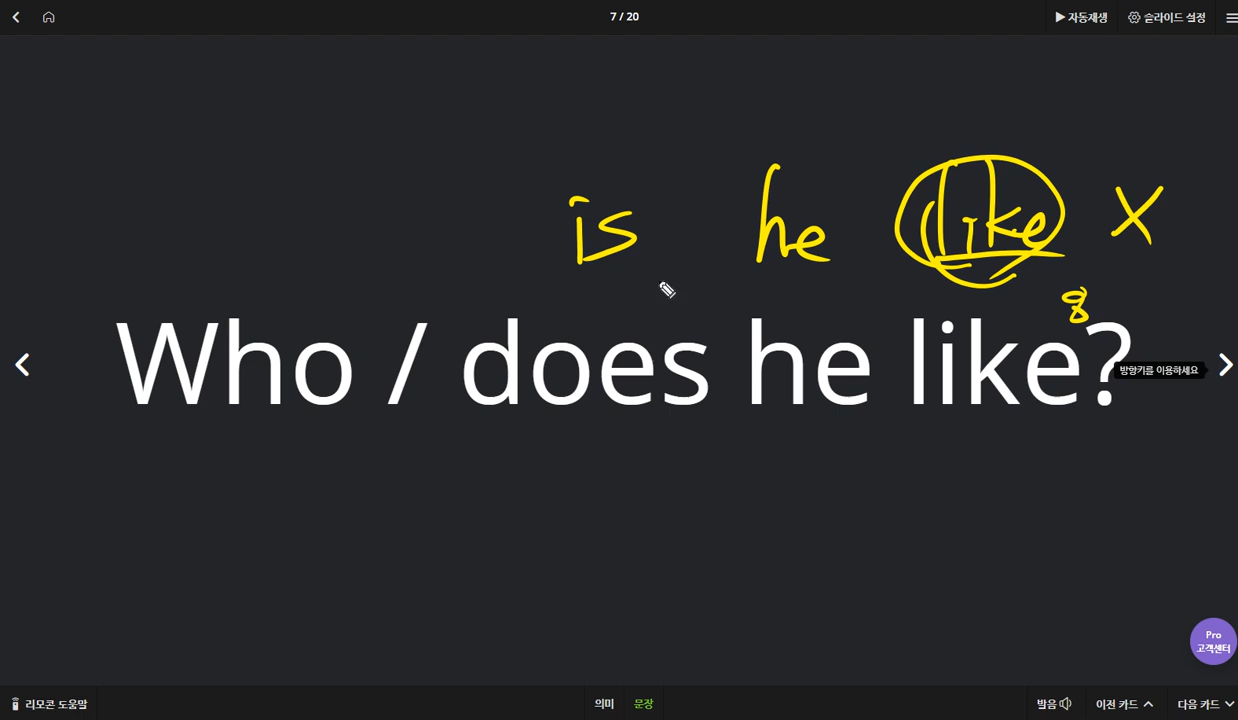 7 / 20
▶ 자동재생
슬라이드 설정
is he like X
8
Who / does he like?
방향키를 이용하세요
Pro
고객센터
리모콘 도움말
의미
문장
발음
이전 카드
다음 카드